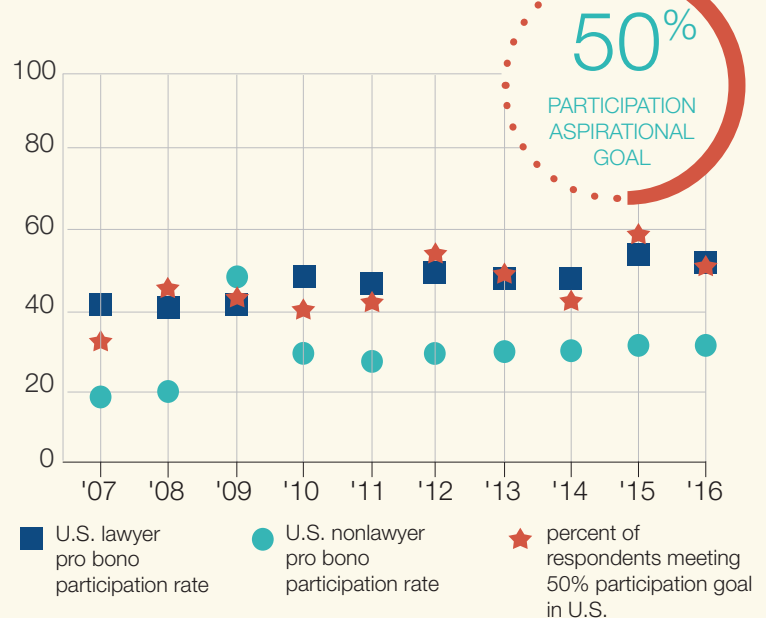 50%
PARTICIPATION
ASPIRATIONAL
GOAL
100
80
60
40
20
0
'07 '08 '09 '10 '11 '12 '13 '14 '15 '16
U.S. lawyer
pro bono
participation rate
U.S. nonlawyer
pro bono
participation rate
percent of
respondents meeting
50% participation goal
in U.S.